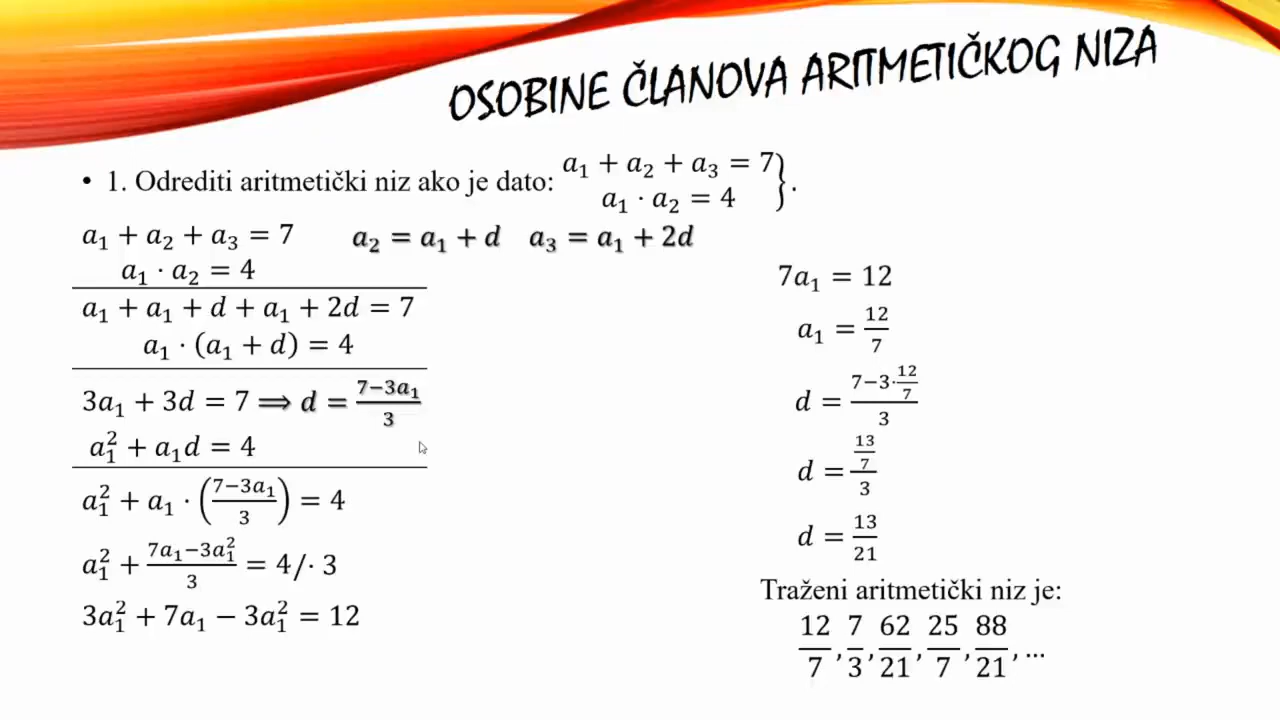 OSOBINE ČLANOVA ARITMETIČKOG NIZA
• 1. Odrediti aritmetički niz ako je dato: a₁ + a₂ + a₃ = 7
a₁ · a₂ = 4 } .
a₁ + a₂ + a₃ = 7 a₂ = a₁ + d a₃ = a₁ + 2d
a₁ · a₂ = 4
a₁ + a₁ + d + a₁ + 2d = 7
a₁ · (a₁ + d) = 4
3a₁ + 3d = 7 ⟹ d = (7−3a₁)/3
a₁² + a₁d = 4
a₁² + a₁ · ((7−3a₁)/3) = 4
a₁² + (7a₁−3a₁²)/3 = 4/· 3
3a₁² + 7a₁ − 3a₁² = 12
7a₁ = 12
a₁ = 12/7
d = (7−3·12/7)/3
d = (13/7)/3
d = 13/21
Traženi aritmetički niz je:
12/7, 7/3, 62/21, 25/7, 88/21, ...